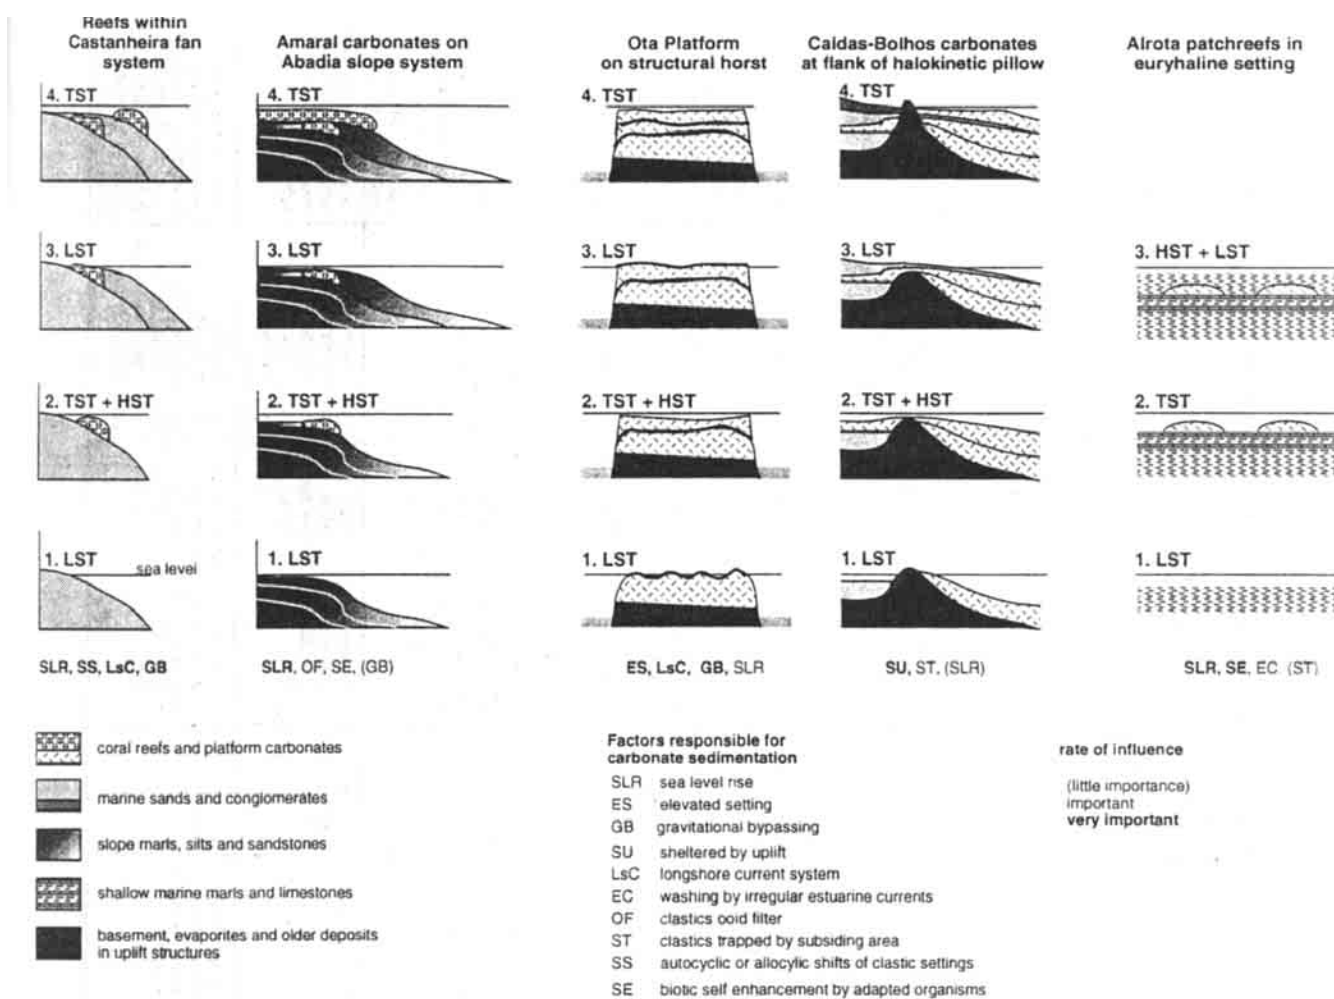 Reefs within
Castanheira fan
system
Amaral carbonates on
Abadia slope system
Ota Platform
on structural horst
Caldas-Bolhos carbonates
at flank of halokinetic pillow
Alrota patchreefs in
euryhaline setting
4. TST
4. TST
4. TST
4. TST
3. LST
3. LST
3. LST
3. LST
3. HST + LST
2. TST + HST
2. TST + HST
2. TST + HST
2. TST + HST
2. TST
1. LST
sea level
1. LST
1. LST
1. LST
1. LST
SLR, SS, LsC, GB
SLR, OF, SE, (GB)
ES, LsC, GB, SLR
SU, ST, (SLR)
SLR, SE, EC (ST)
coral reefs and platform carbonates
marine sands and conglomerates
slope marls, silts and sandstones
shallow marine marls and limestones
basement, evaporites and older deposits
in uplift structures
Factors responsible for
carbonate sedimentation
SLR sea level rise
ES elevated setting
GB gravitational bypassing
SU sheltered by uplift
LsC longshore current system
EC washing by irregular estuarine currents
OF clastics ooid filter
ST clastics trapped by subsiding area
SS autocyclic or allocylic shifts of clastic settings
SE biotic self enhancement by adapted organisms
rate of influence
(little importance)
important
very important